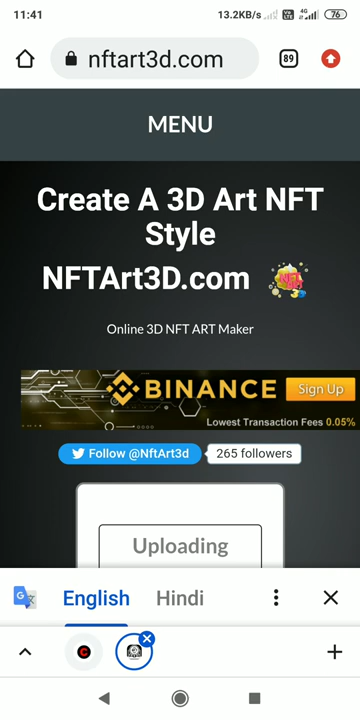 11:41
13.2KB/s
4G
76
nftart3d.com
89
MENU
Create A 3D Art NFT
Style
NFTArt3D.com
Online 3D NFT ART Maker
BINANCE
Sign Up
Lowest Transaction Fees 0.05%
Follow @NftArt3d
265 followers
Uploading
English
Hindi